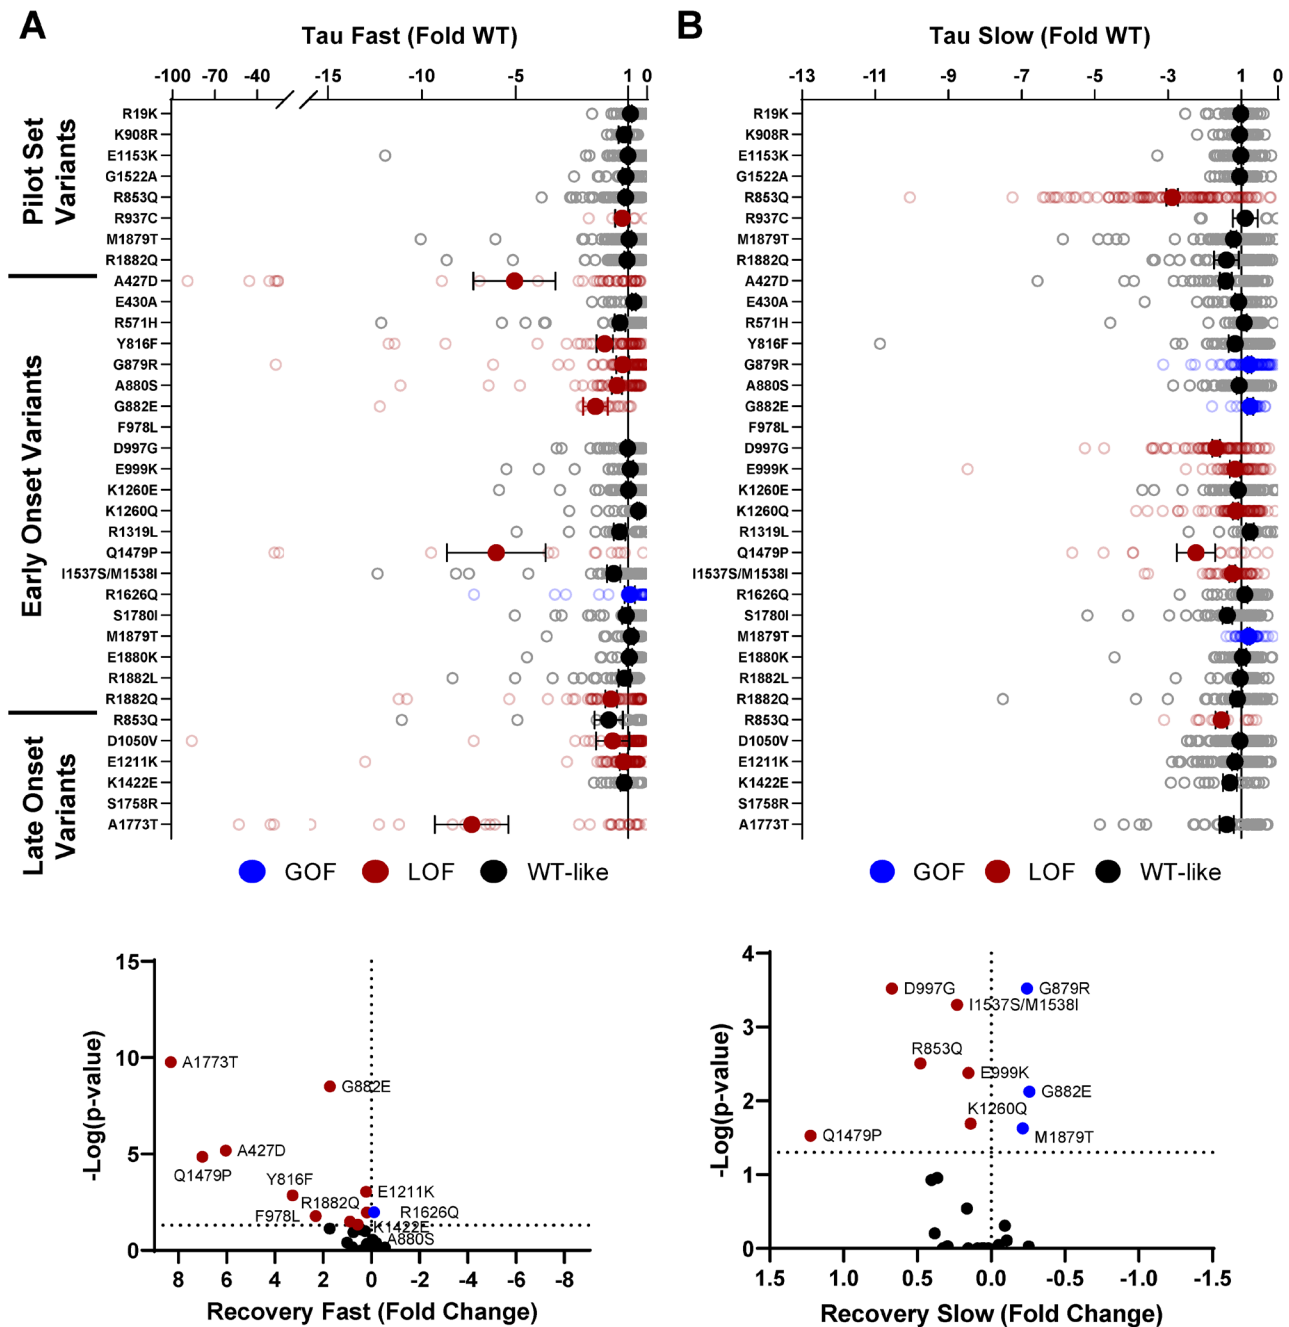 A
Tau Fast (Fold WT)
-100 -70 -40 -15 -10 -5 1 0
Pilot Set
Variants
R19K
K908R
E1153K
G1522A
R853Q
R937C
M1879T
R1882Q
Early Onset Variants
A427D
E430A
R571H
Y816F
G879R
A880S
G882E
F978L
D997G
E999K
K1260E
K1260Q
R1319L
Q1479P
I1537S/M1538I
R1626Q
S1780I
M1879T
E1880K
R1882L
R1882Q
Late Onset
Variants
R853Q
D1050V
E1211K
K1422E
S1758R
A1773T
GOF LOF WT-like
B
Tau Slow (Fold WT)
-13 -11 -9 -7 -5 -3 1 0
R19K
K908R
E1153K
G1522A
R853Q
R937C
M1879T
R1882Q
A427D
E430A
R571H
Y816F
G879R
A880S
G882E
F978L
D997G
E999K
K1260E
K1260Q
R1319L
Q1479P
I1537S/M1538I
R1626Q
S1780I
M1879T
E1880K
R1882L
R1882Q
R853Q
D1050V
E1211K
K1422E
S1758R
A1773T
GOF LOF WT-like
-Log(p-value)
15
10
5
0
A1773T
G882E
A427D
Q1479P
Y816F
E1211K
R1882Q
R1626Q
F978L
K1422E
A880S
8 6 4 2 0 -2 -4 -6 -8
Recovery Fast (Fold Change)
-Log(p-value)
4
3
2
1
0
D997G
G879R
I1537S/M1538I
R853Q
E999K
G882E
K1260Q
Q1479P
M1879T
1.5 1.0 0.5 0.0 -0.5 -1.0 -1.5
Recovery Slow (Fold Change)